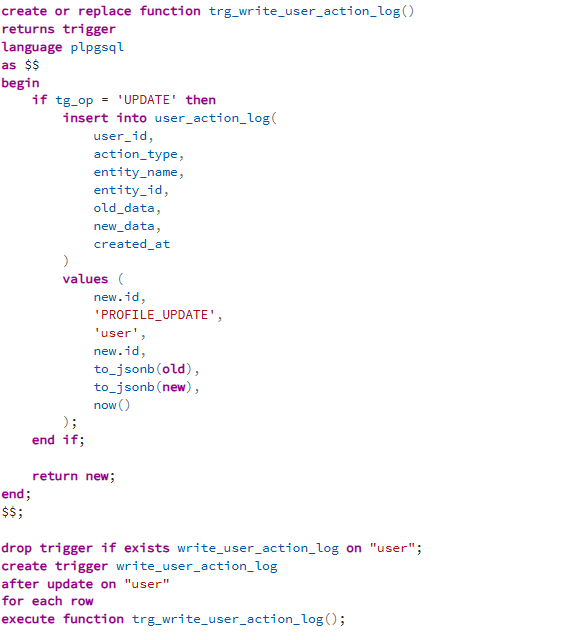 create or replace function trg_write_user_action_log()
returns trigger
language plpgsql
as $$
begin
    if tg_op = 'UPDATE' then
        insert into user_action_log(
            user_id,
            action_type,
            entity_name,
            entity_id,
            old_data,
            new_data,
            created_at
        )
        values (
            new.id,
            'PROFILE_UPDATE',
            'user',
            new.id,
            to_jsonb(old),
            to_jsonb(new),
            now()
        );
    end if;

    return new;
end;
$$;

drop trigger if exists write_user_action_log on "user";
create trigger write_user_action_log
after update on "user"
for each row
execute function trg_write_user_action_log();